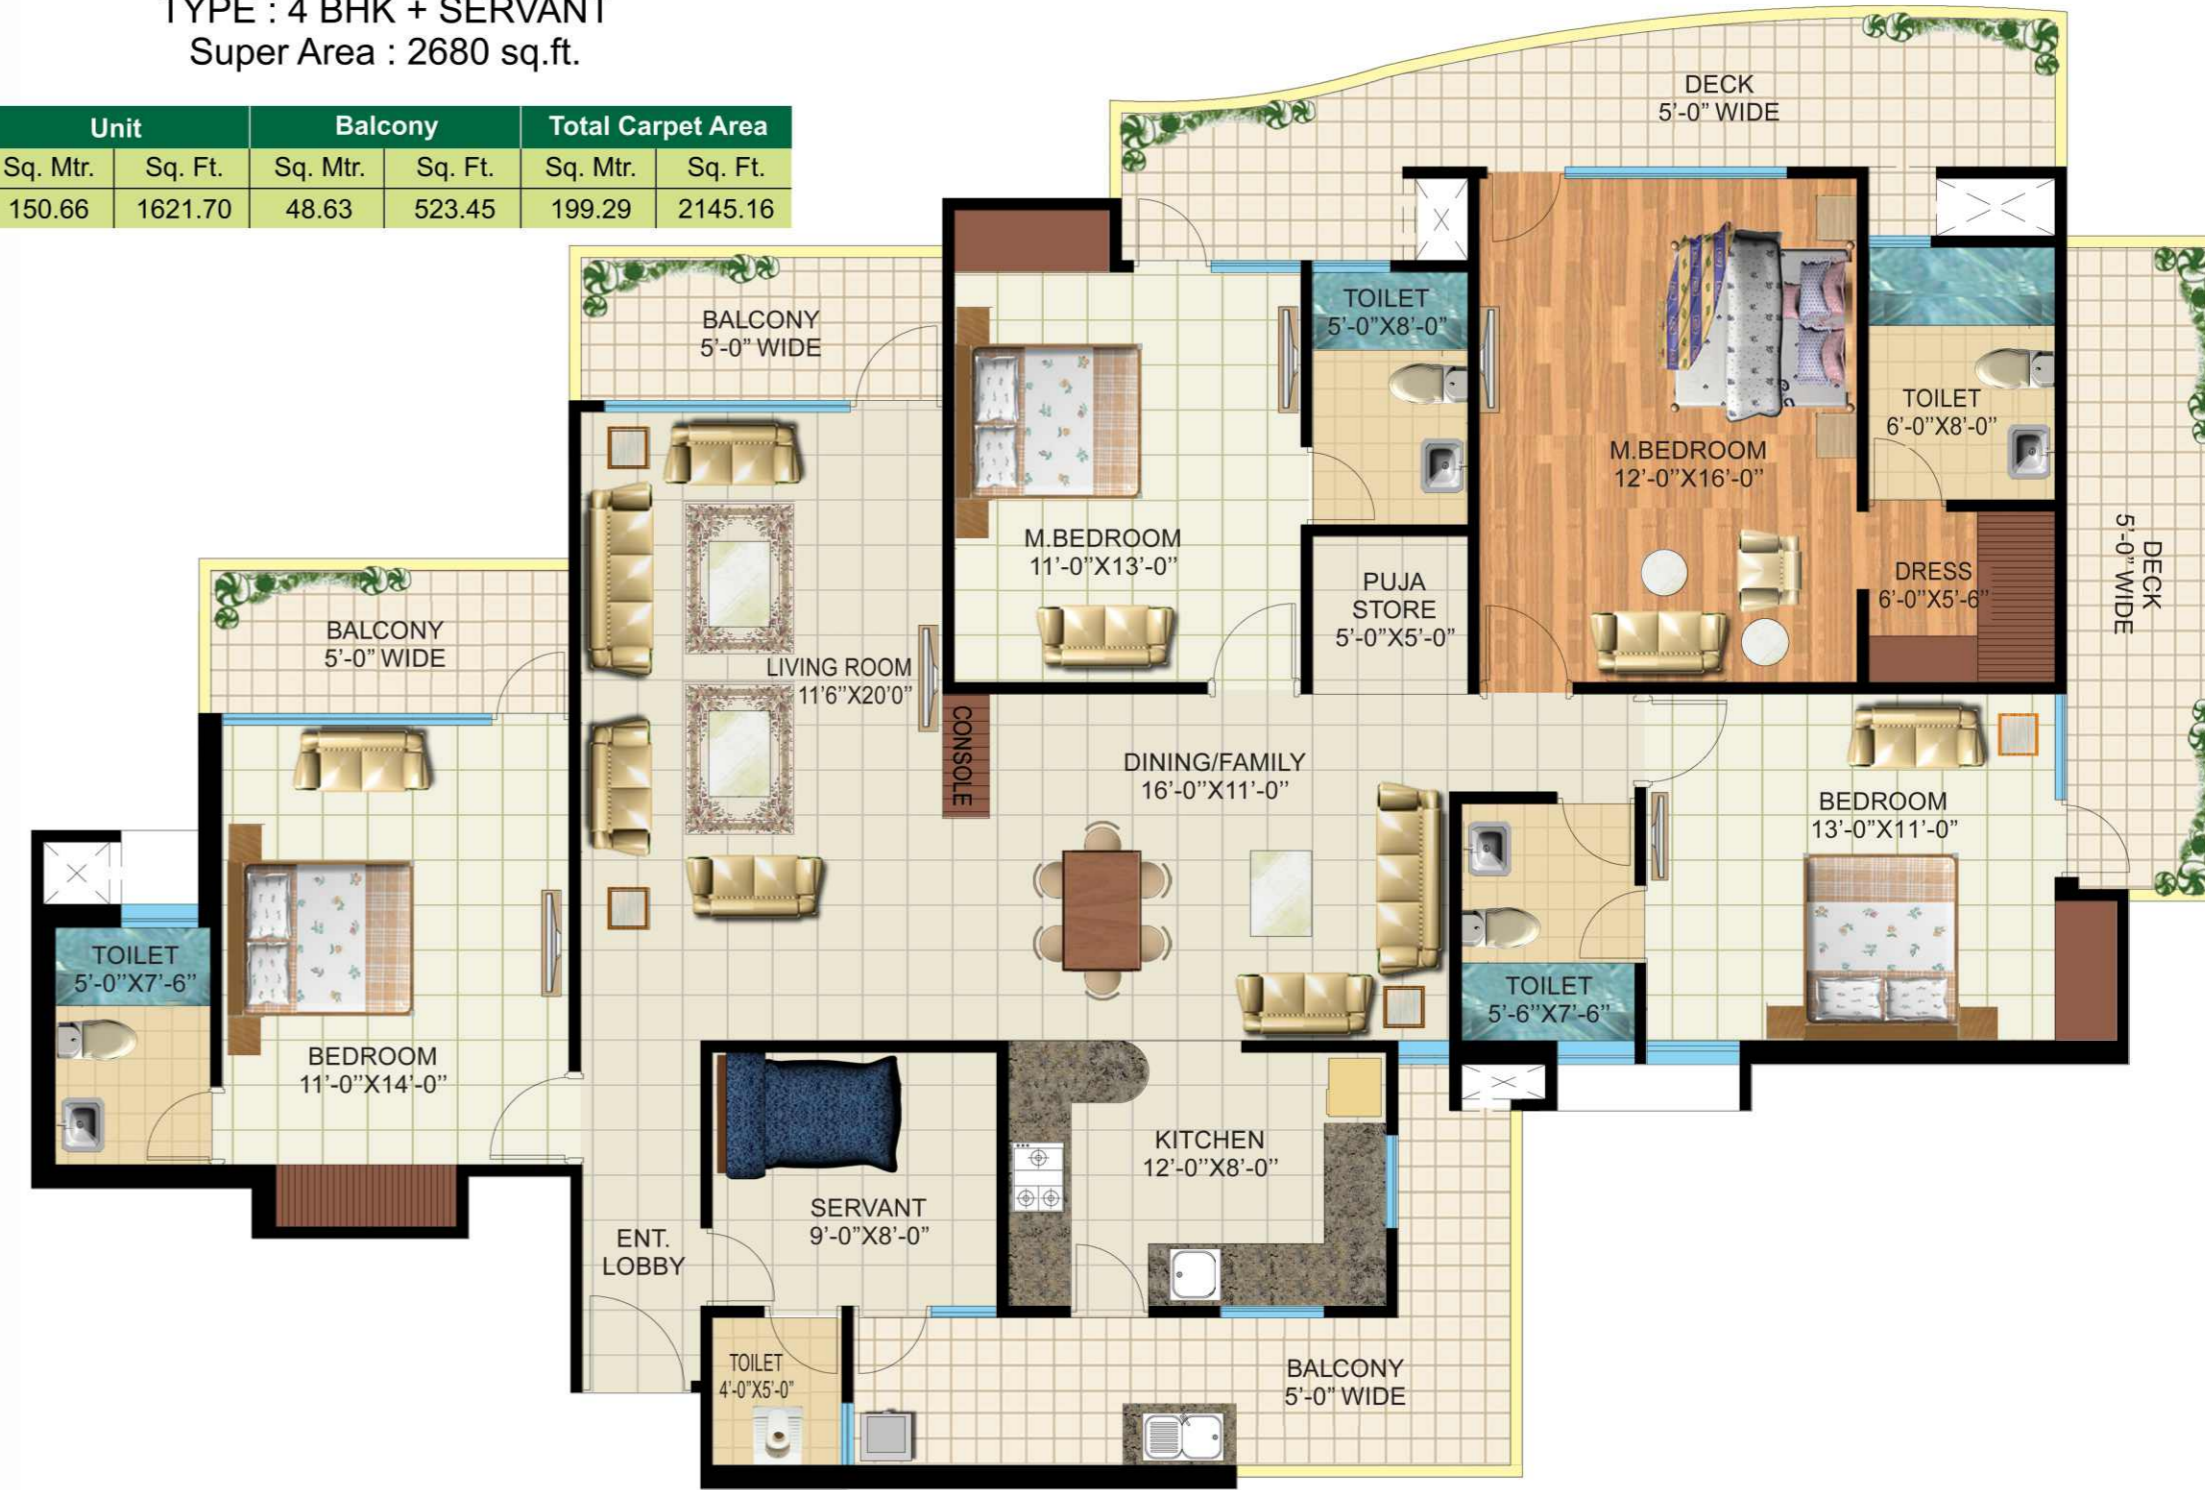 TYPE : 4 BHK + SERVANT
Super Area : 2680 sq.ft.
Unit Balcony Total Carpet Area
Sq. Mtr. Sq. Ft. Sq. Mtr. Sq. Ft. Sq. Mtr. Sq. Ft.
150.66 1621.70 48.63 523.45 199.29 2145.16
DECK
5'-0" WIDE
BALCONY
5'-0" WIDE
TOILET
5'-0"X8'-0"
TOILET
6'-0"X8'-0"
M.BEDROOM
12'-0"X16'-0"
M.BEDROOM
11'-0"X13'-0"
PUJA
STORE
5'-0"X5'-0"
DRESS
6'-0"X5'-6"
DECK
5'-0" WIDE
BALCONY
5'-0" WIDE
LIVING ROOM
11'6"X20'0"
CONSOLE
DINING/FAMILY
16'-0"X11'-0"
BEDROOM
13'-0"X11'-0"
TOILET
5'-0"X7'-6"
TOILET
5'-6"X7'-6"
BEDROOM
11'-0"X14'-0"
KITCHEN
12'-0"X8'-0"
SERVANT
9'-0"X8'-0"
ENT.
LOBBY
TOILET
4'-0"X5'-0"
BALCONY
5'-0" WIDE